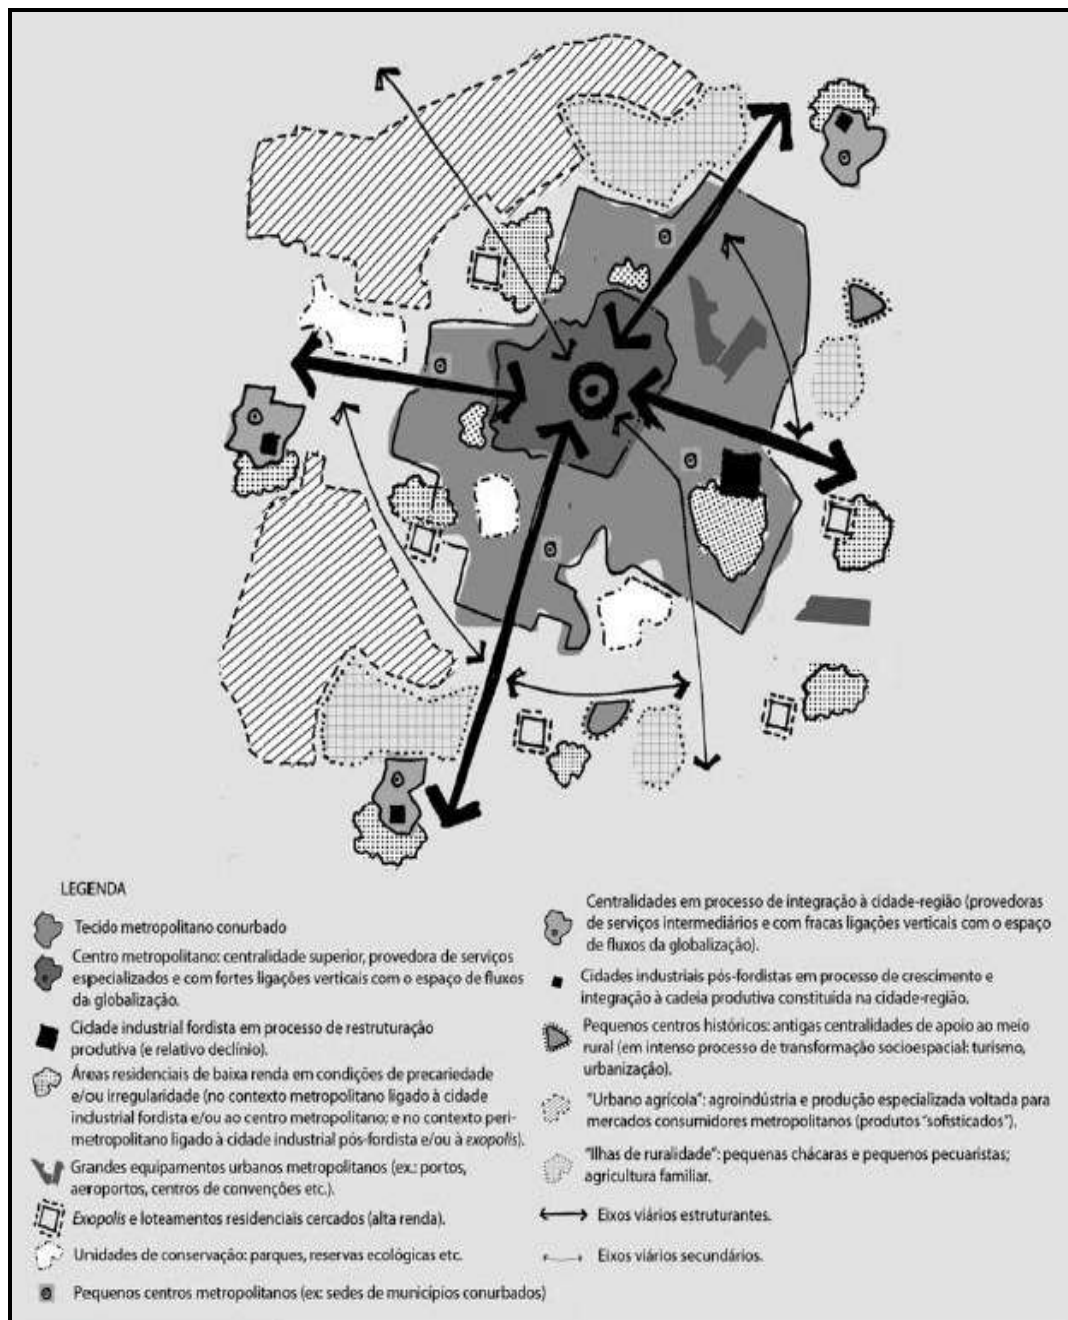 LEGENDA
Tecido metropolitano conurbado
Centro metropolitano: centralidade superior, provedora de serviços
especializados e com fortes ligações verticais com o espaço de fluxos
da globalização.
Cidade industrial fordista em processo de restruturação
produtiva (e relativo declínio).
Áreas residenciais de baixa renda em condições de precariedade
e/ou irregularidade (no contexto metropolitano ligado à cidade
industrial fordista e/ou ao centro metropolitano; e no contexto peri-
metropolitano ligado à cidade industrial pós-fordista e/ou à exopolis).
Grandes equipamentos urbanos metropolitanos (ex.: portos,
aeroportos, centros de convenções etc.).
Exopolis e loteamentos residenciais cercados (alta renda).
Unidades de conservação: parques, reservas ecológicas etc.
Pequenos centros metropolitanos (ex: sedes de municípios conurbados)
Centralidades em processo de integração à cidade-região (provedoras
de serviços intermediários e com fracas ligações verticais com o espaço
de fluxos da globalização).
Cidades industriais pós-fordistas em processo de crescimento e
integração à cadeia produtiva constituída na cidade-região.
Pequenos centros históricos: antigas centralidades de apoio ao meio
rural (em intenso processo de transformação socioespacial: turismo,
urbanização).
"Urbano agrícola": agroindústria e produção especializada voltada para
mercados consumidores metropolitanos (produtos "sofisticados").
"Ilhas de ruralidade": pequenas chácaras e pequenos pecuaristas;
agricultura familiar.
Eixos viários estruturantes.
Eixos viários secundários.